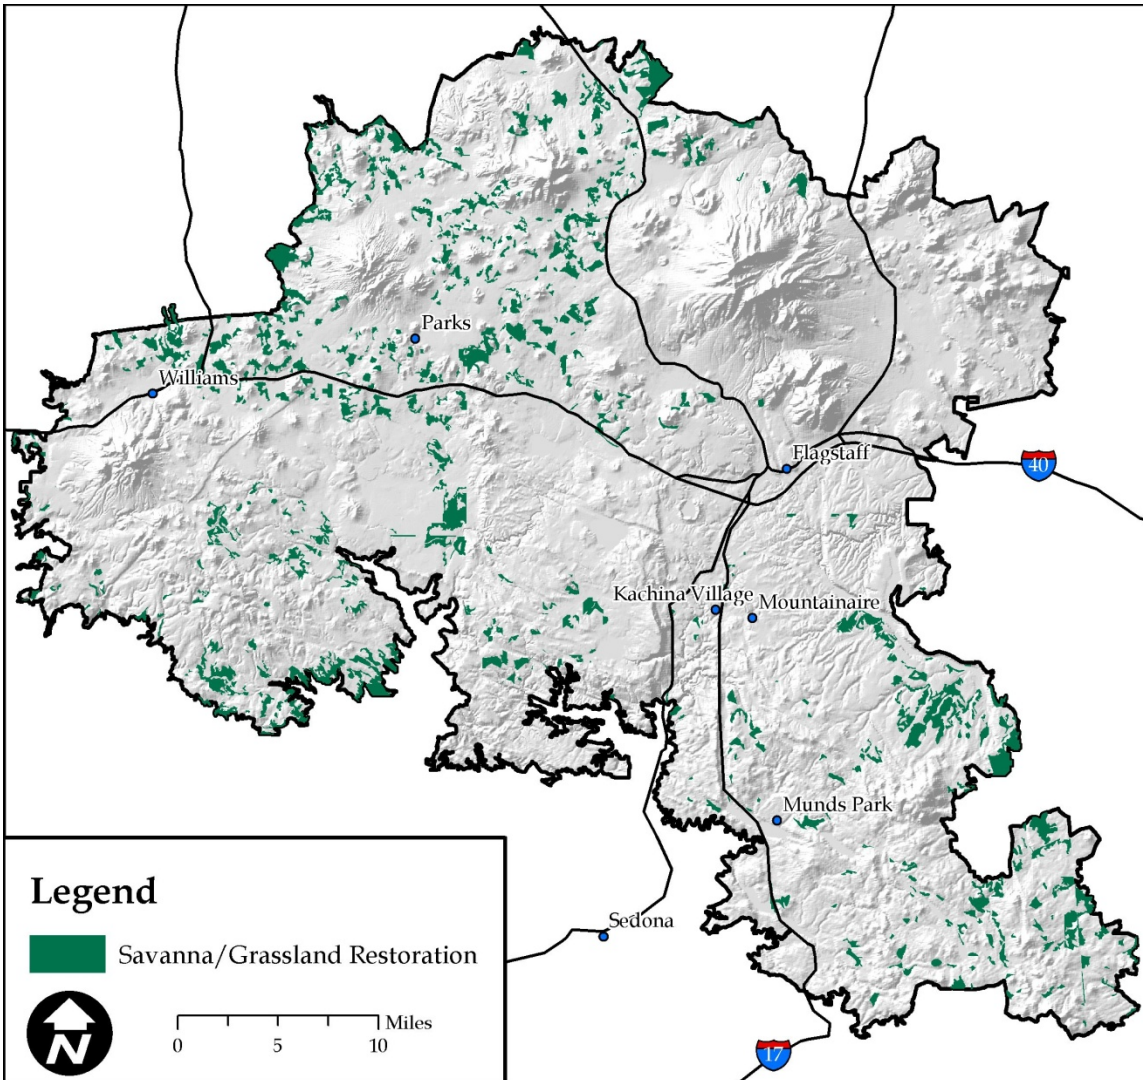 Parks
Williams
Flagstaff
40
Kachina Village
Mountainaire
Munds Park
Sedona
17
Legend
Savanna/Grassland Restoration
N
Miles
0 5 10